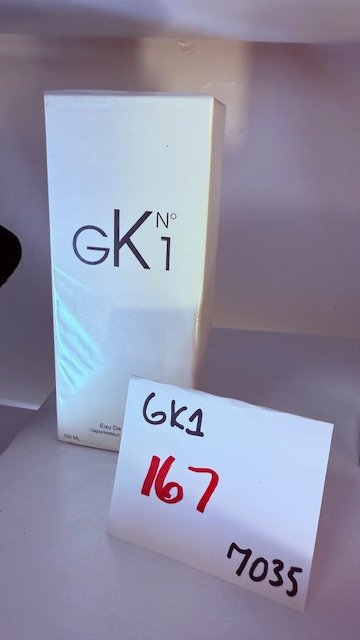 GK N° 1
Eau De
Vaporisateur
100 ML.
GK1
167
7035